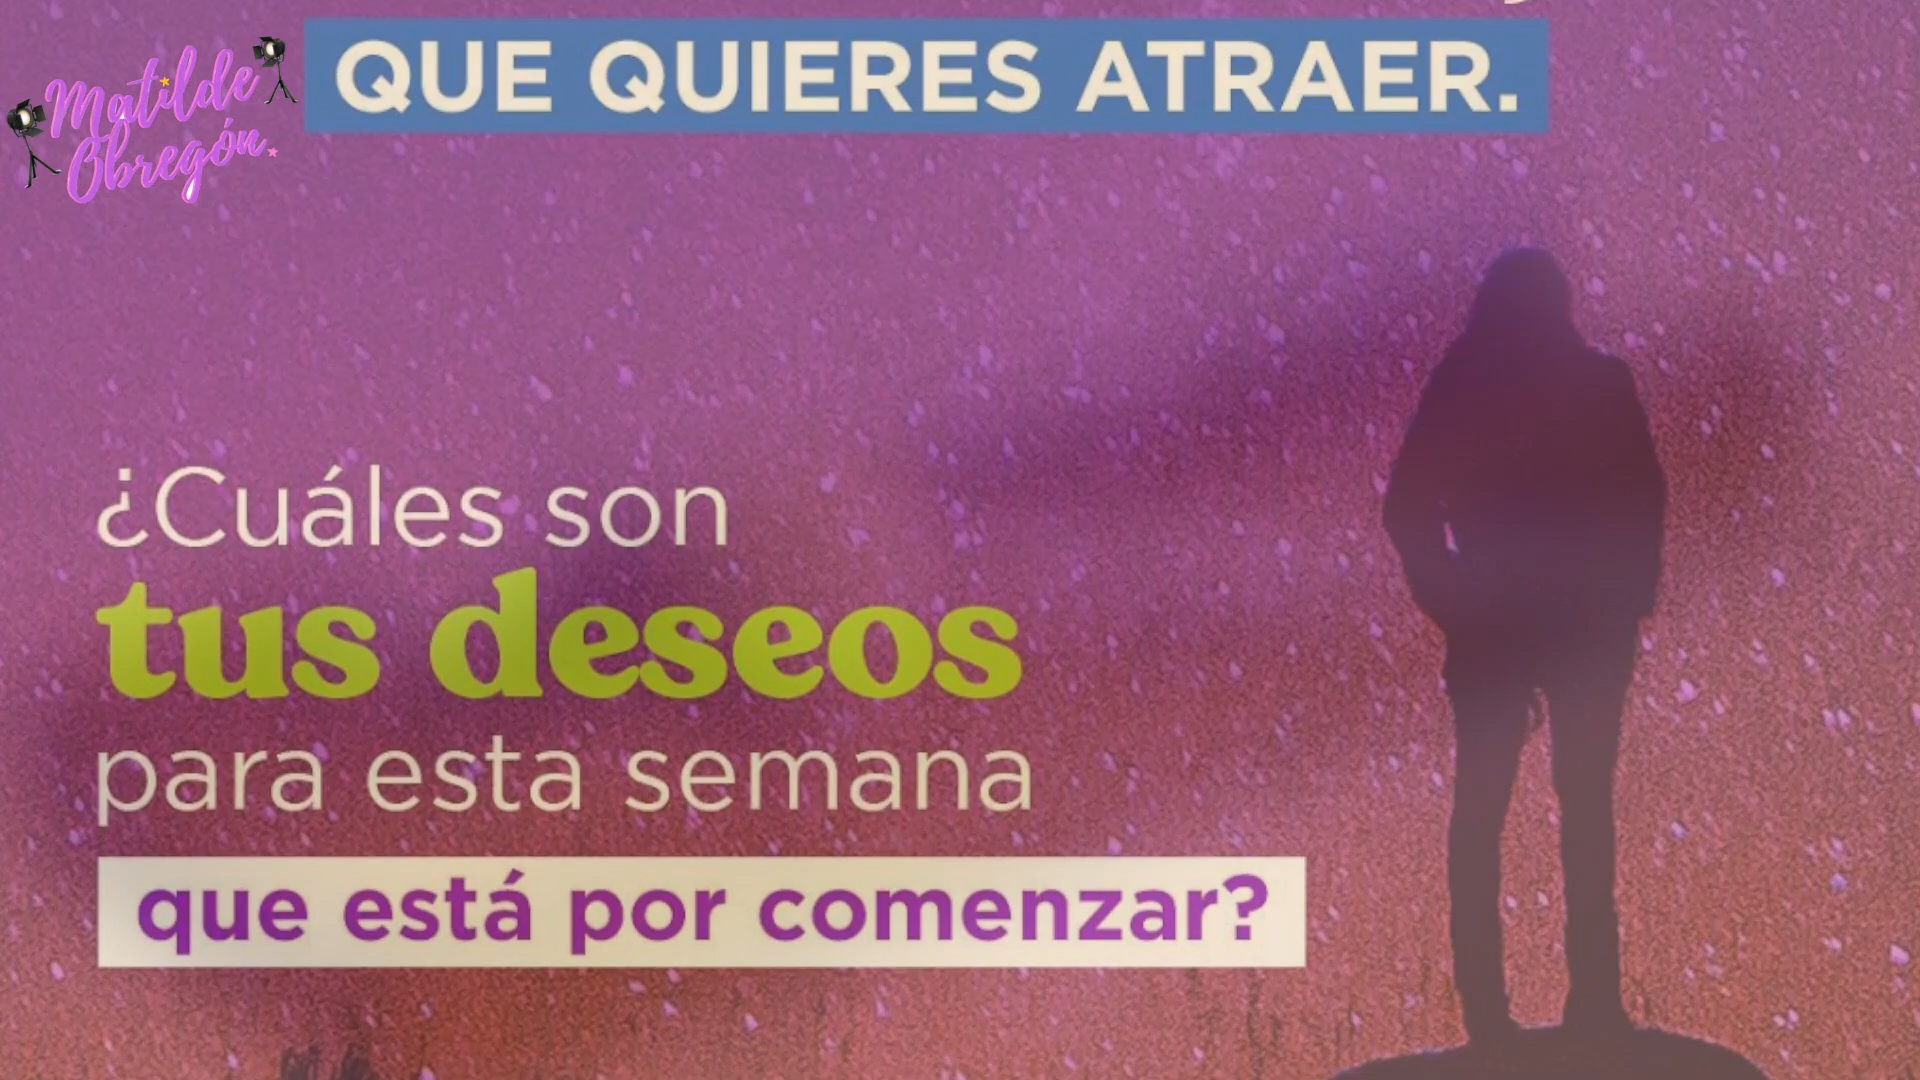 QUE QUIERES ATRAER.
Matilde
Obregón.
¿Cuáles son
tus deseos
para esta semana
que está por comenzar?